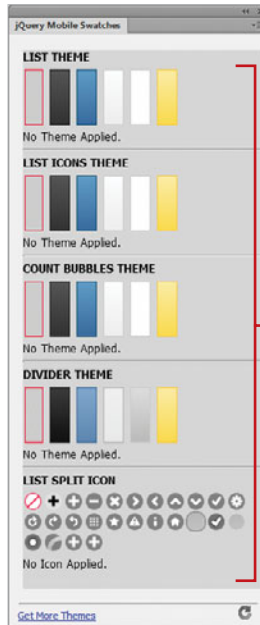 jQuery Mobile Swatches
LIST THEME
No Theme Applied.
LIST ICONS THEME
No Theme Applied.
COUNT BUBBLES THEME
No Theme Applied.
DIVIDER THEME
No Theme Applied.
LIST SPLIT ICON
No Icon Applied.
Get More Themes